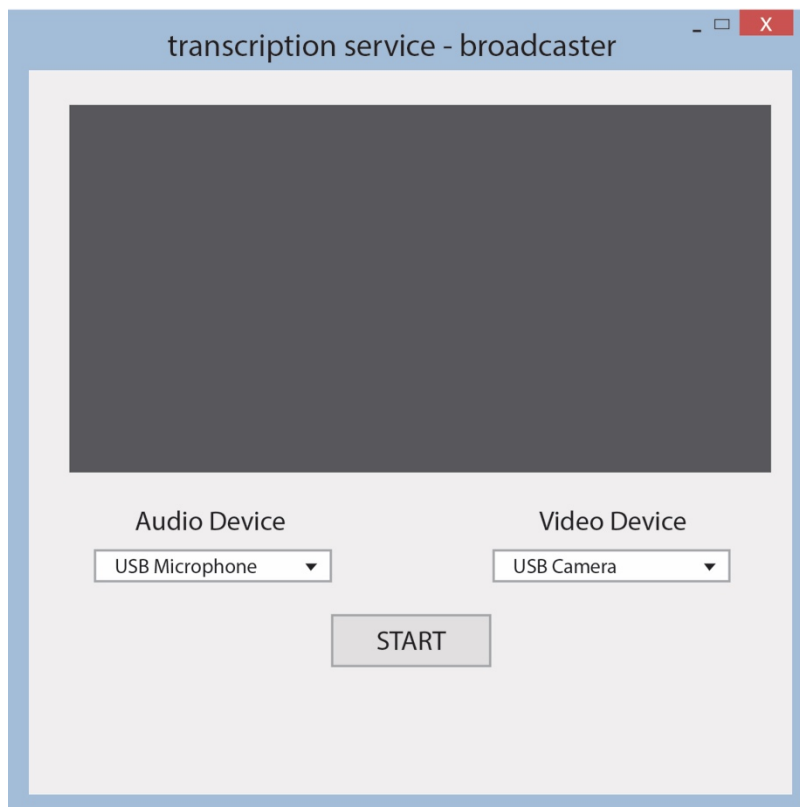 transcription service - broadcaster
X
Audio Device
Video Device
USB Microphone
USB Camera
START